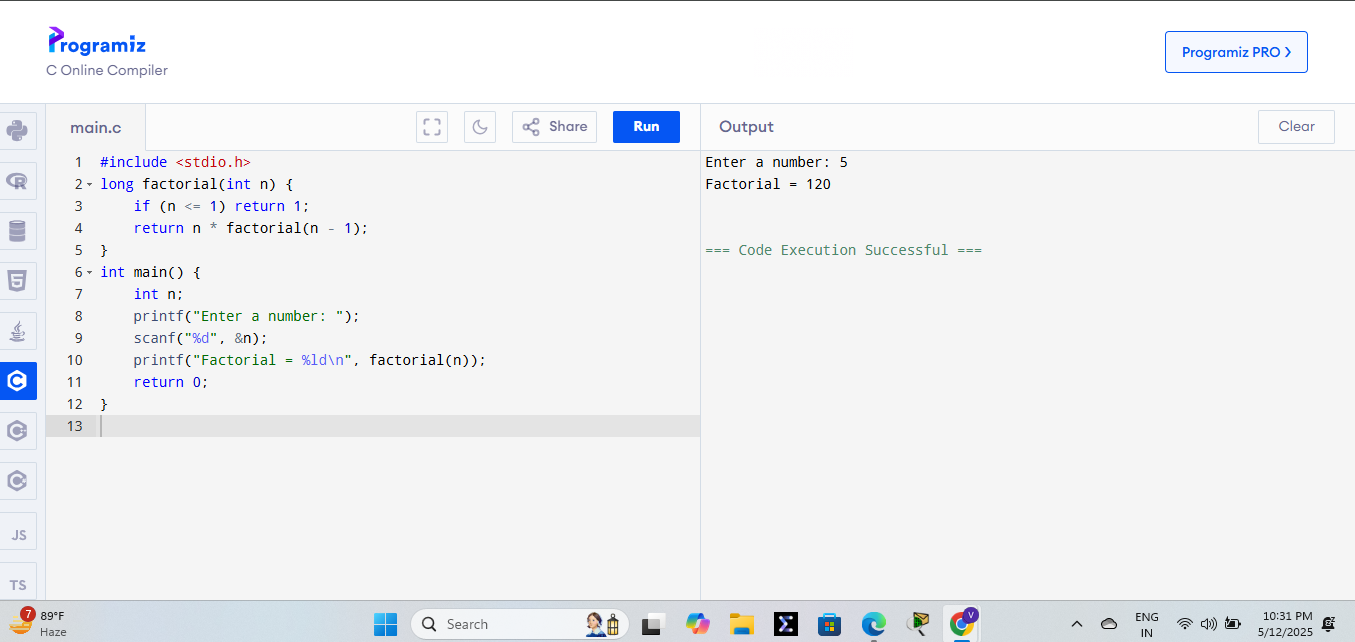 Programiz
C Online Compiler
Programiz PRO
main.c
Share
Run
Output
Clear
1 #include <stdio.h>
2 long factorial(int n) {
3     if (n <= 1) return 1;
4     return n * factorial(n - 1);
5 }
6 int main() {
7     int n;
8     printf("Enter a number: ");
9     scanf("%d", &n);
10     printf("Factorial = %ld\n", factorial(n));
11     return 0;
12 }
13
Enter a number: 5
Factorial = 120
=== Code Execution Successful ===
JS
TS
7
89°F
Haze
Search
V
ENG
IN
10:31 PM
5/12/2025